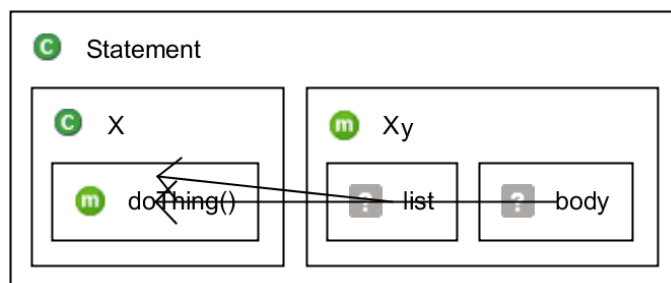 C Statement
C X
m Xy
m doThing()
? list
? body